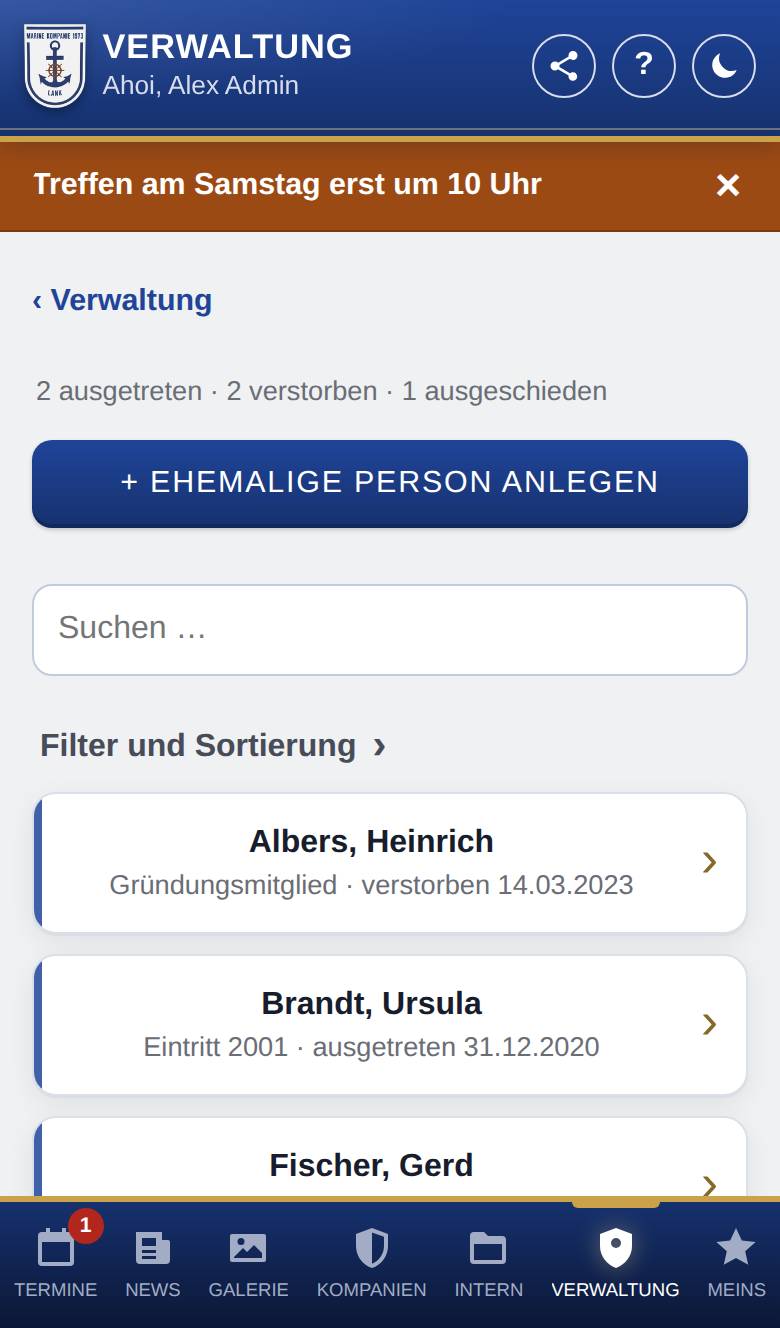 MARINE KOMPANIE 1973
LANK
VERWALTUNG
Ahoi, Alex Admin
?
Treffen am Samstag erst um 10 Uhr
×
‹ Verwaltung
2 ausgetreten · 2 verstorben · 1 ausgeschieden
+ EHEMALIGE PERSON ANLEGEN
Suchen …
Filter und Sortierung ›
Albers, Heinrich
Gründungsmitglied · verstorben 14.03.2023
›
Brandt, Ursula
Eintritt 2001 · ausgetreten 31.12.2020
›
Fischer, Gerd
›
1
TERMINE NEWS GALERIE KOMPANIEN INTERN VERWALTUNG MEINS